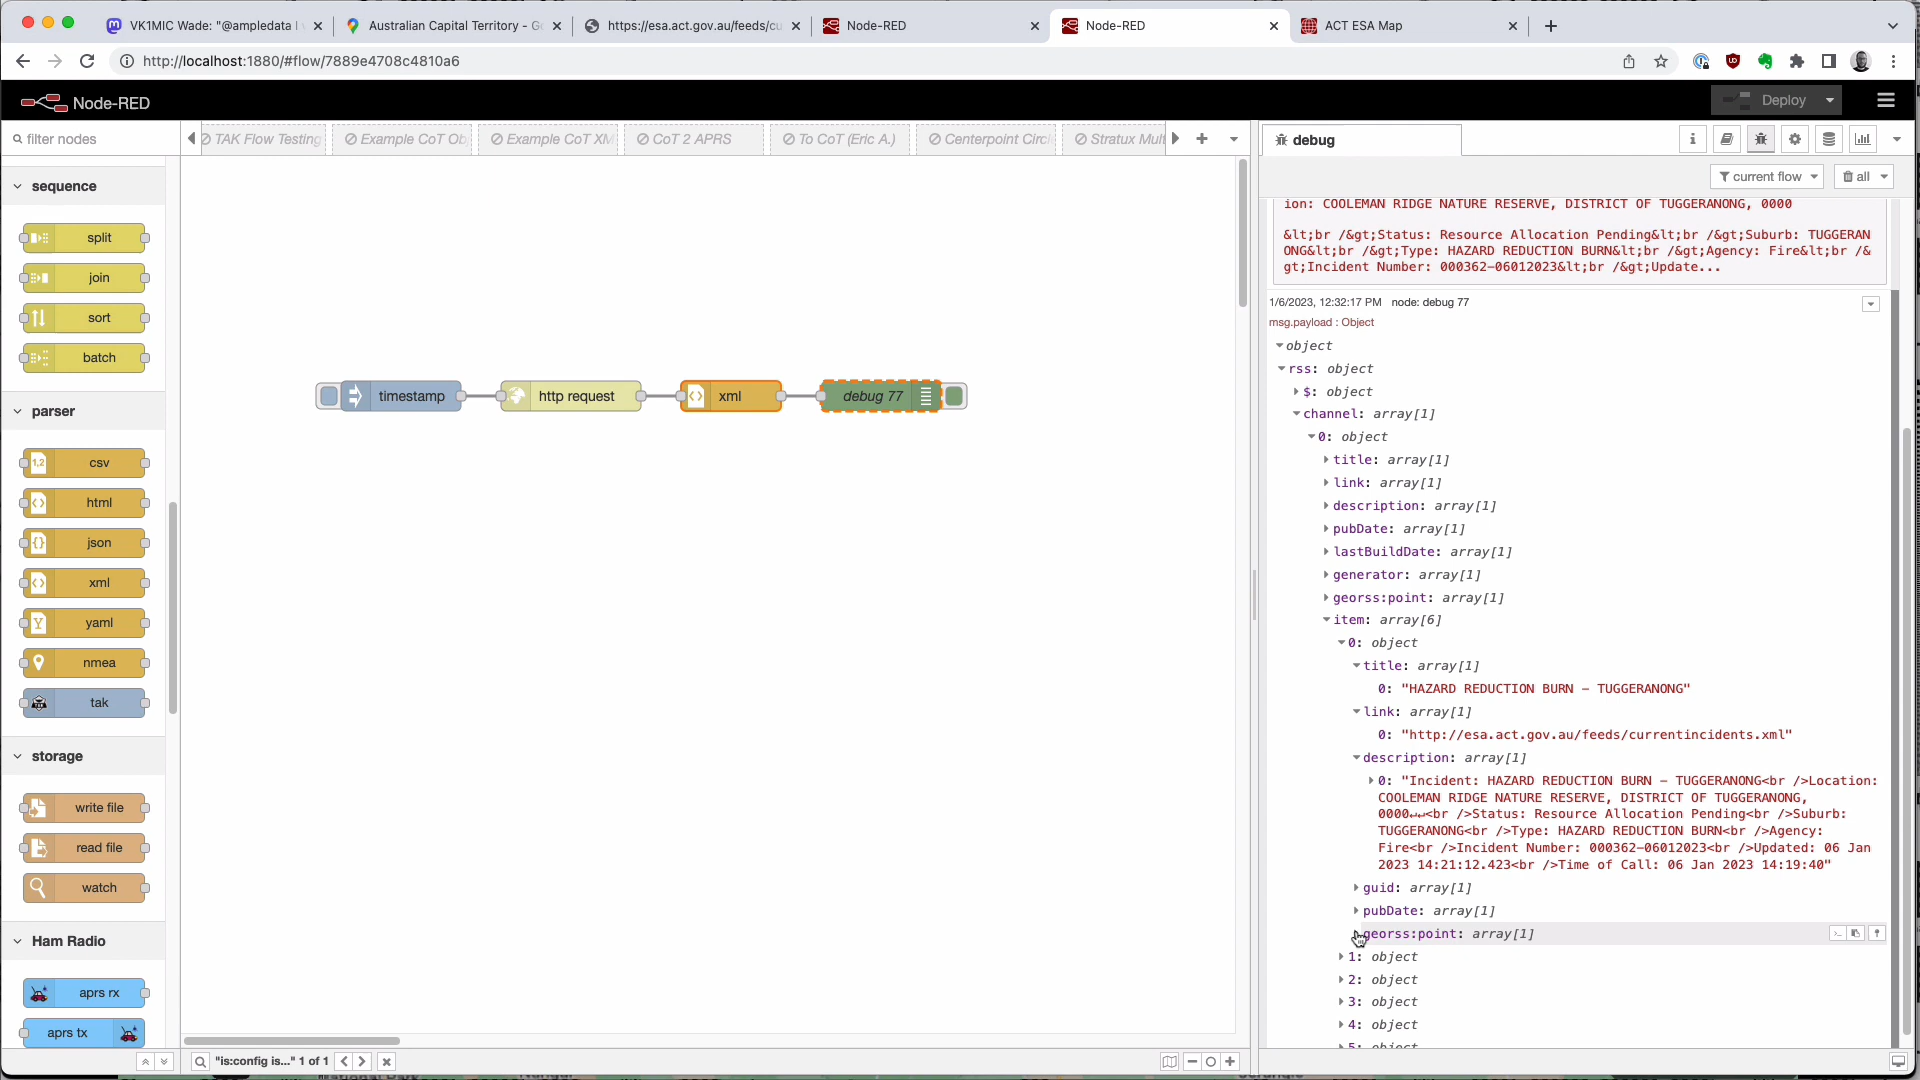 VK1MIC Wade: "@ampledata I
Australian Capital Territory - G
https://esa.act.gov.au/feeds/cu
Node-RED
Node-RED
ACT ESA Map
http://localhost:1880/#flow/7889e4708c4810a6
Node-RED
Deploy
filter nodes
TAK Flow Testing
Example CoT Ob
Example CoT XM
CoT 2 APRS
To CoT (Eric A.)
Centerpoint Circl
Stratux Mult
debug
current flow
all
sequence
split
join
sort
batch
parser
csv
html
json
xml
yaml
nmea
tak
storage
write file
read file
watch
Ham Radio
aprs rx
aprs tx
timestamp
http request
xml
debug 77
ion: COOLEMAN RIDGE NATURE RESERVE, DISTRICT OF TUGGERANONG, 0000
&lt;br /&gt;Status: Resource Allocation Pending&lt;br /&gt;Suburb: TUGGERAN
ONG&lt;br /&gt;Type: HAZARD REDUCTION BURN&lt;br /&gt;Agency: Fire&lt;br /&
gt;Incident Number: 000362-06012023&lt;br /&gt;Update...
1/6/2023, 12:32:17 PM node: debug 77
msg.payload : Object
object
rss: object
$: object
channel: array[1]
0: object
title: array[1]
link: array[1]
description: array[1]
pubDate: array[1]
lastBuildDate: array[1]
generator: array[1]
georss:point: array[1]
item: array[6]
0: object
title: array[1]
0: "HAZARD REDUCTION BURN – TUGGERANONG"
link: array[1]
0: "http://esa.act.gov.au/feeds/currentincidents.xml"
description: array[1]
0: "Incident: HAZARD REDUCTION BURN – TUGGERANONG<br />Location:
COOLEMAN RIDGE NATURE RESERVE, DISTRICT OF TUGGERANONG,
0000↵↵<br />Status: Resource Allocation Pending<br />Suburb:
TUGGERANONG<br />Type: HAZARD REDUCTION BURN<br />Agency:
Fire<br />Incident Number: 000362-06012023<br />Updated: 06 Jan
2023 14:21:12.423<br />Time of Call: 06 Jan 2023 14:19:40"
guid: array[1]
pubDate: array[1]
georss:point: array[1]
1: object
2: object
3: object
4: object
5: object
"is:config is..." 1 of 1